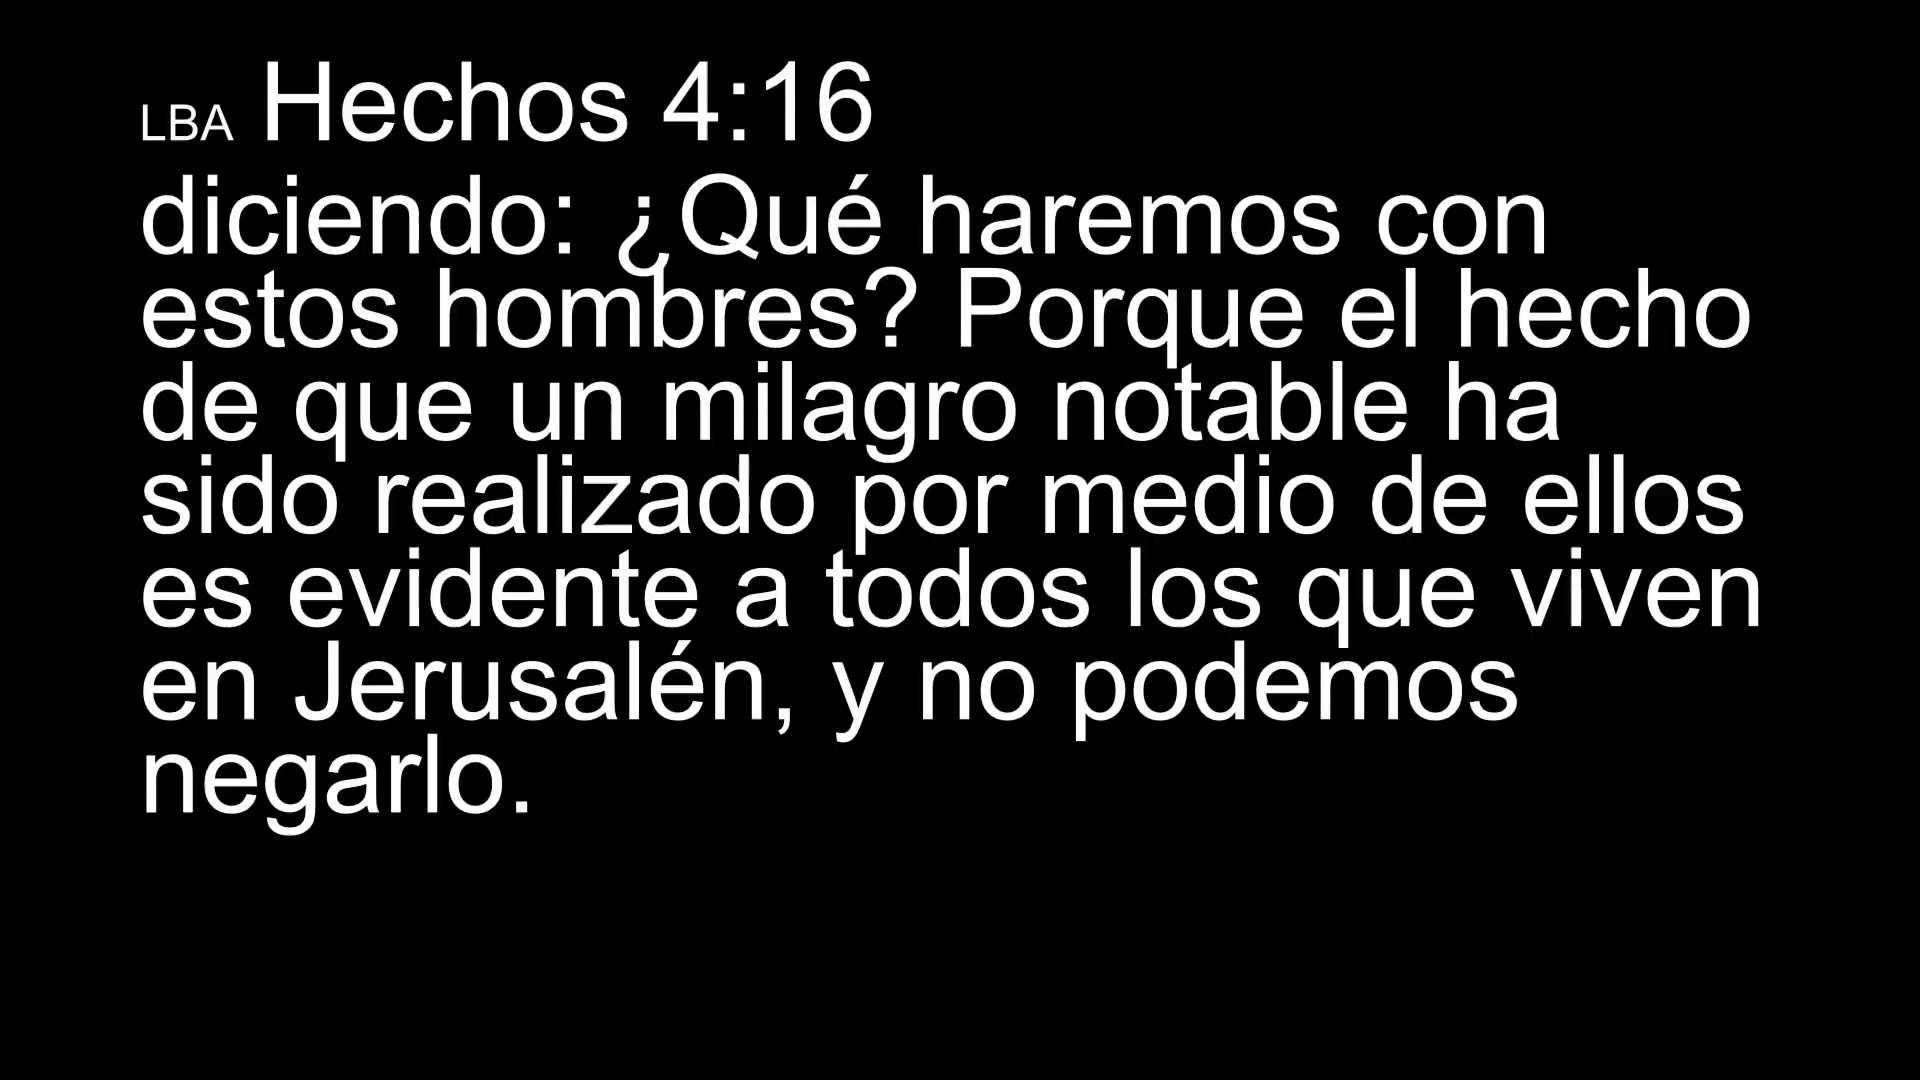 LBA Hechos 4:16
diciendo: ¿Qué haremos con
estos hombres? Porque el hecho
de que un milagro notable ha
sido realizado por medio de ellos
es evidente a todos los que viven
en Jerusalén, y no podemos
negarlo.